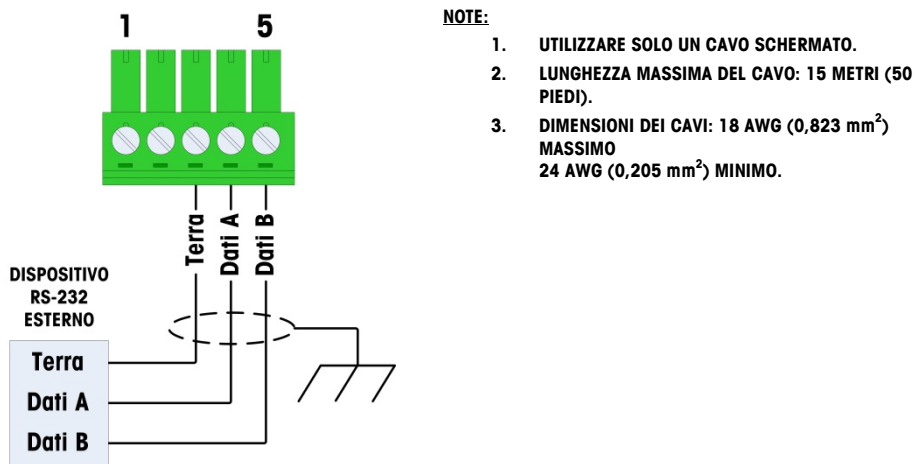 1 5
Terra
Dati A
Dati B
DISPOSITIVO
RS-232
ESTERNO
Terra
Dati A
Dati B
NOTE:
1. UTILIZZARE SOLO UN CAVO SCHERMATO.
2. LUNGHEZZA MASSIMA DEL CAVO: 15 METRI (50
PIEDI).
3. DIMENSIONI DEI CAVI: 18 AWG (0,823 mm²)
MASSIMO
24 AWG (0,205 mm²) MINIMO.